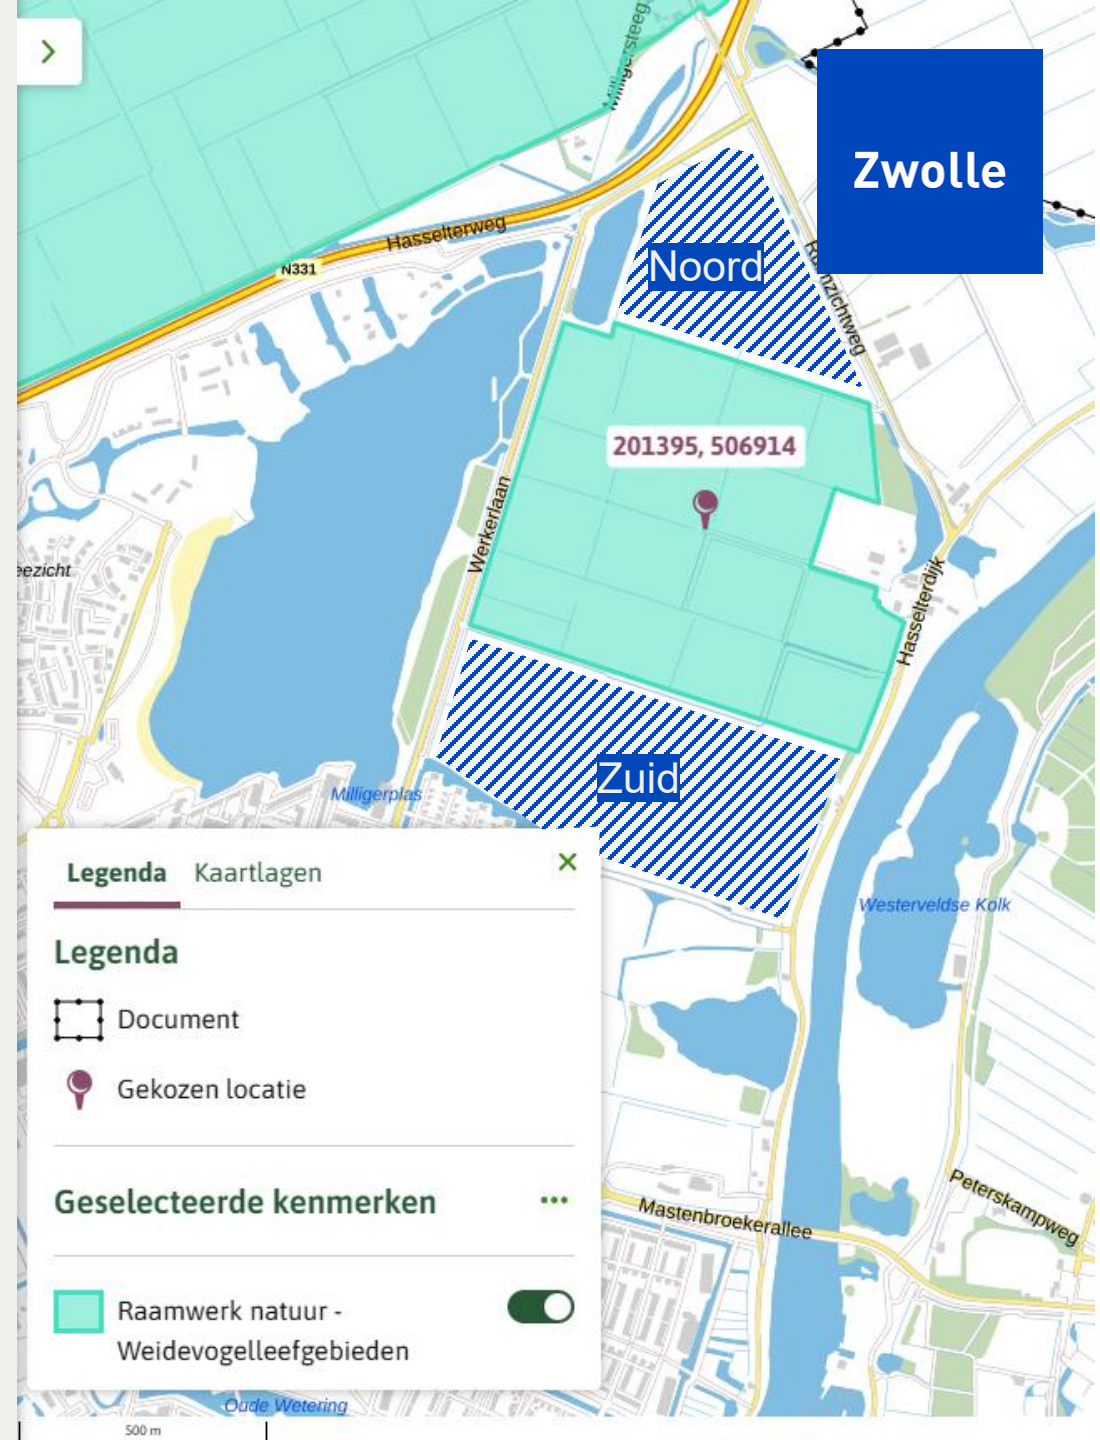 Milligersteeg
Zwolle
Hasselterweg
N331
Noord
Ruimzichtweg
201395, 506914
Werkerlaan
eezicht
Hasselterdijk
Zuid
Milligerplas
Westerveldse Kolk
Legenda Kaartlagen
Legenda
Document
Gekozen locatie
Geselecteerde kenmerken
Peterskampweg
Mastenbroekerallee
Raamwerk natuur -
Weidevogelleefgebieden
Oude Wetering
500 m